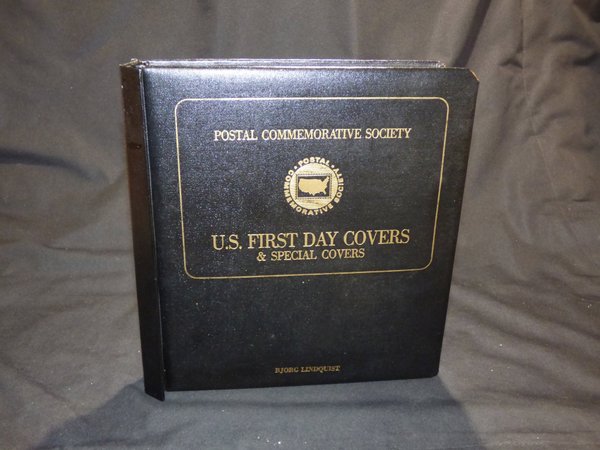 POSTAL COMMEMORATIVE SOCIETY
POSTAL
COMMEMORATIVE SOCIETY
U.S. FIRST DAY COVERS
& SPECIAL COVERS
BJORG LINDQUIST